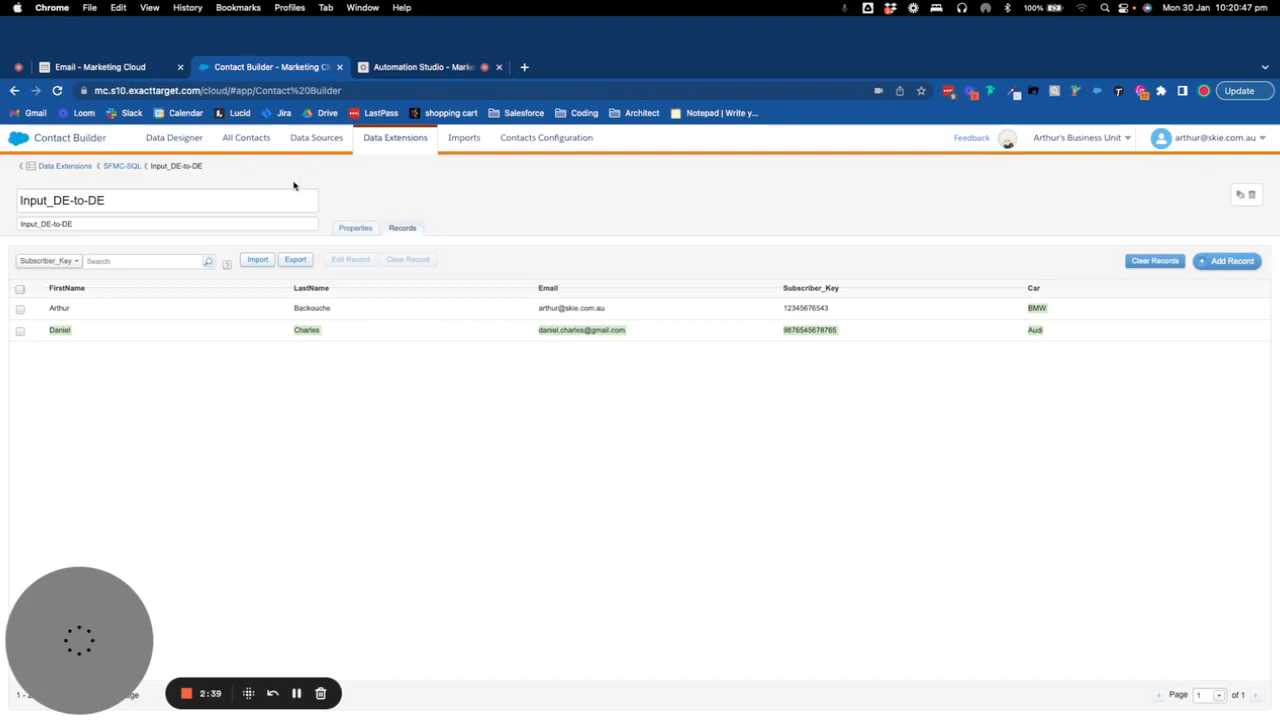 Chrome File Edit View History Bookmarks Profiles Tab Window Help 100% Mon 30 Jan 10:20:47 pm
Email - Marketing Cloud Contact Builder - Marketing Cl Automation Studio - Marke
mc.s10.exacttarget.com/cloud/#app/Contact%20Builder Update
Gmail Loom Slack Calendar Lucid Jira Drive LastPass shopping cart Salesforce Coding Architect Notepad | Write y...
Contact Builder Data Designer All Contacts Data Sources Data Extensions Imports Contacts Configuration Feedback Arthur's Business Unit arthur@skie.com.au
Data Extensions SFMC-SQL Input_DE-to-DE
Input_DE-to-DE
Input_DE-to-DE Properties Records
Subscriber_Key Search Import Export Edit Record Clear Record Clear Records + Add Record
FirstName LastName Email Subscriber_Key Car
Arthur Backouche arthur@skie.com.au 12345676543 BMW
Daniel Charles daniel.charles@gmail.com 9876545678765 Audi
2:39 Page 1 of 1